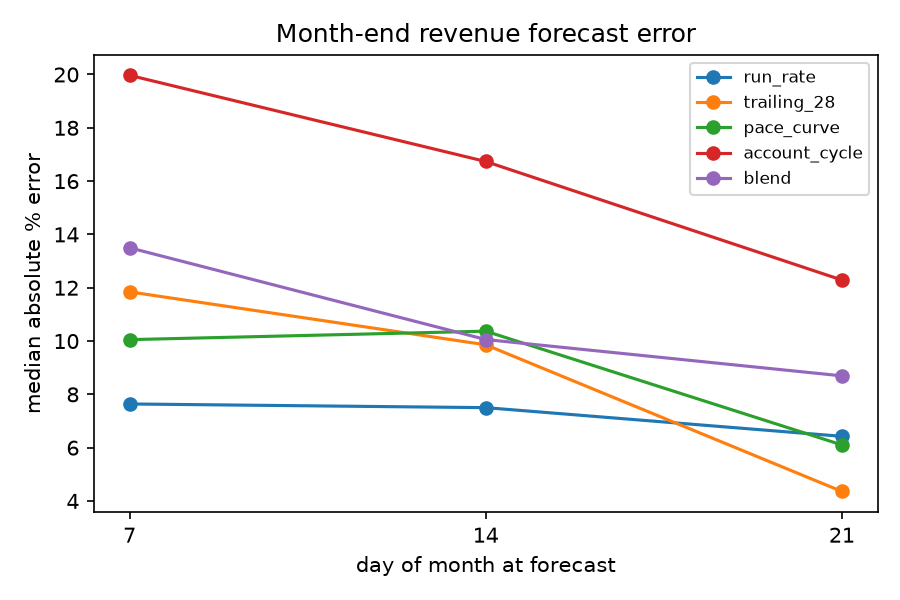 Month-end revenue forecast error
median absolute % error
20
18
16
14
12
10
8
6
4
run_rate
trailing_28
pace_curve
account_cycle
blend
7
14
21
day of month at forecast